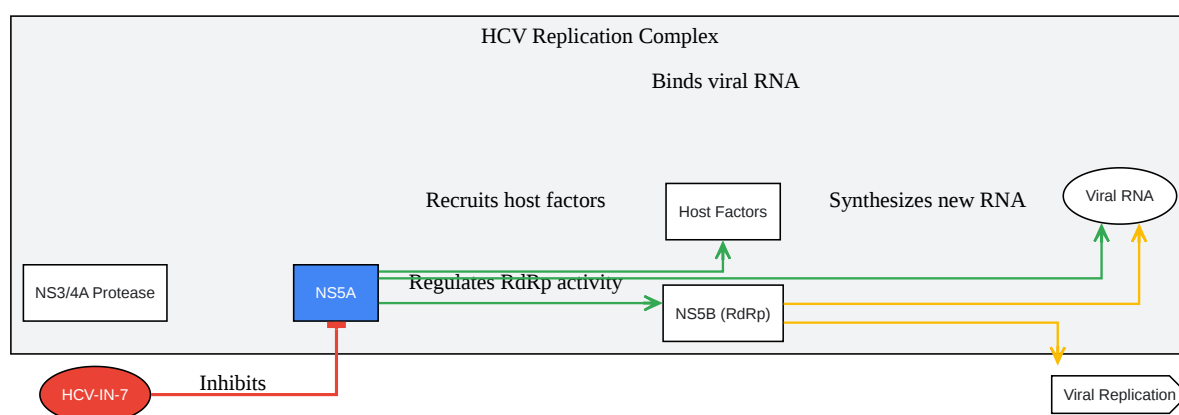 HCV Replication Complex
Binds viral RNA
Recruits host factors
Host Factors
Synthesizes new RNA
Viral RNA
NS3/4A Protease
NS5A
Regulates RdRp activity
NS5B (RdRp)
HCV-IN-7
Inhibits
Viral Replication